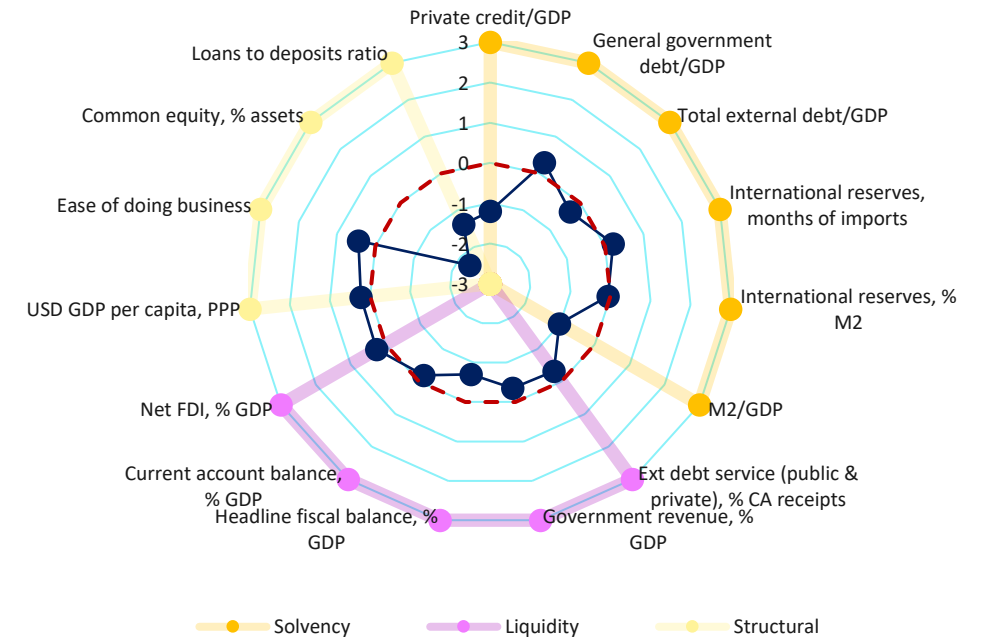 Private credit/GDP
General government
debt/GDP
Total external debt/GDP
International reserves,
months of imports
International reserves, %
M2
M2/GDP
Ext debt service (public &
private), % CA receipts
Government revenue, %
GDP
Headline fiscal balance, %
GDP
Current account balance,
% GDP
Net FDI, % GDP
USD GDP per capita, PPP
Ease of doing business
Common equity, % assets
Loans to deposits ratio
3
2
1
0
-1
-2
-3
Solvency
Liquidity
Structural